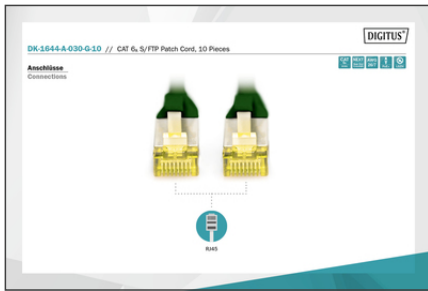 DIGITUS®
DK-1644-A-030-G-10 // CAT 6A S/FTP Patch Cord, 10 Pieces
Anschlüsse
Connections
RJ45